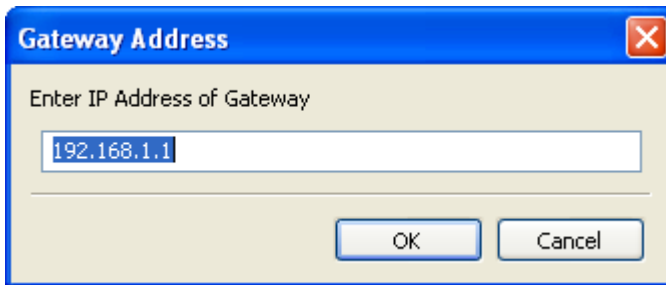 Gateway Address
Enter IP Address of Gateway
192.168.1.1
OK Cancel